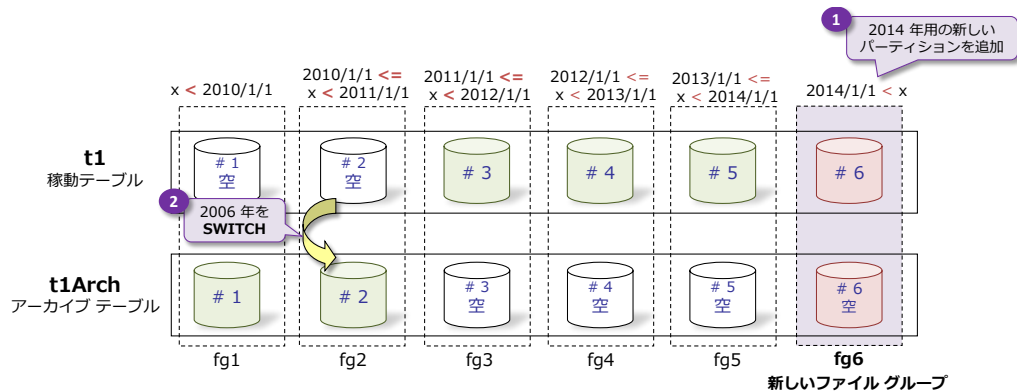 1
2014 年用の新しい
パーティションを追加
x < 2010/1/1
2010/1/1 <=
x < 2011/1/1
2011/1/1 <=
x < 2012/1/1
2012/1/1 <=
x < 2013/1/1
2013/1/1 <=
x < 2014/1/1
2014/1/1 < x
t1
稼動テーブル
# 1
空
# 2
空
# 3
# 4
# 5
# 6
2
2006 年を
SWITCH
t1Arch
アーカイブ テーブル
# 1
# 2
# 3
空
# 4
空
# 5
空
# 6
空
fg1
fg2
fg3
fg4
fg5
fg6
新しいファイル グループ